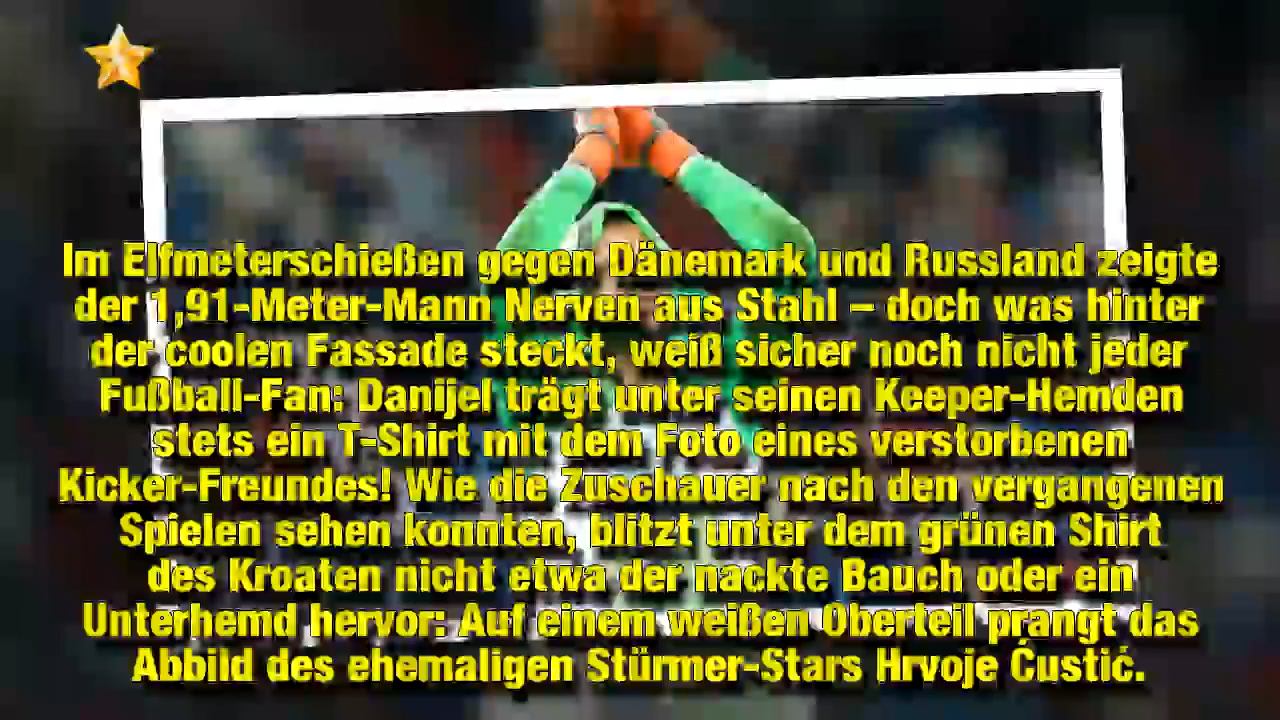 Im Elfmeterschießen gegen Dänemark und Russland zeigte
der 1,91-Meter-Mann Nerven aus Stahl – doch was hinter
der coolen Fassade steckt, weiß sicher noch nicht jeder
Fußball-Fan: Danijel trägt unter seinen Keeper-Hemden
stets ein T-Shirt mit dem Foto eines verstorbenen
Kicker-Freundes! Wie die Zuschauer nach den vergangenen
Spielen sehen konnten, blitzt unter dem grünen Shirt
des Kroaten nicht etwa der nackte Bauch oder ein
Unterhemd hervor: Auf einem weißen Oberteil prangt das
Abbild des ehemaligen Stürmer-Stars Hrvoje Ćustić.